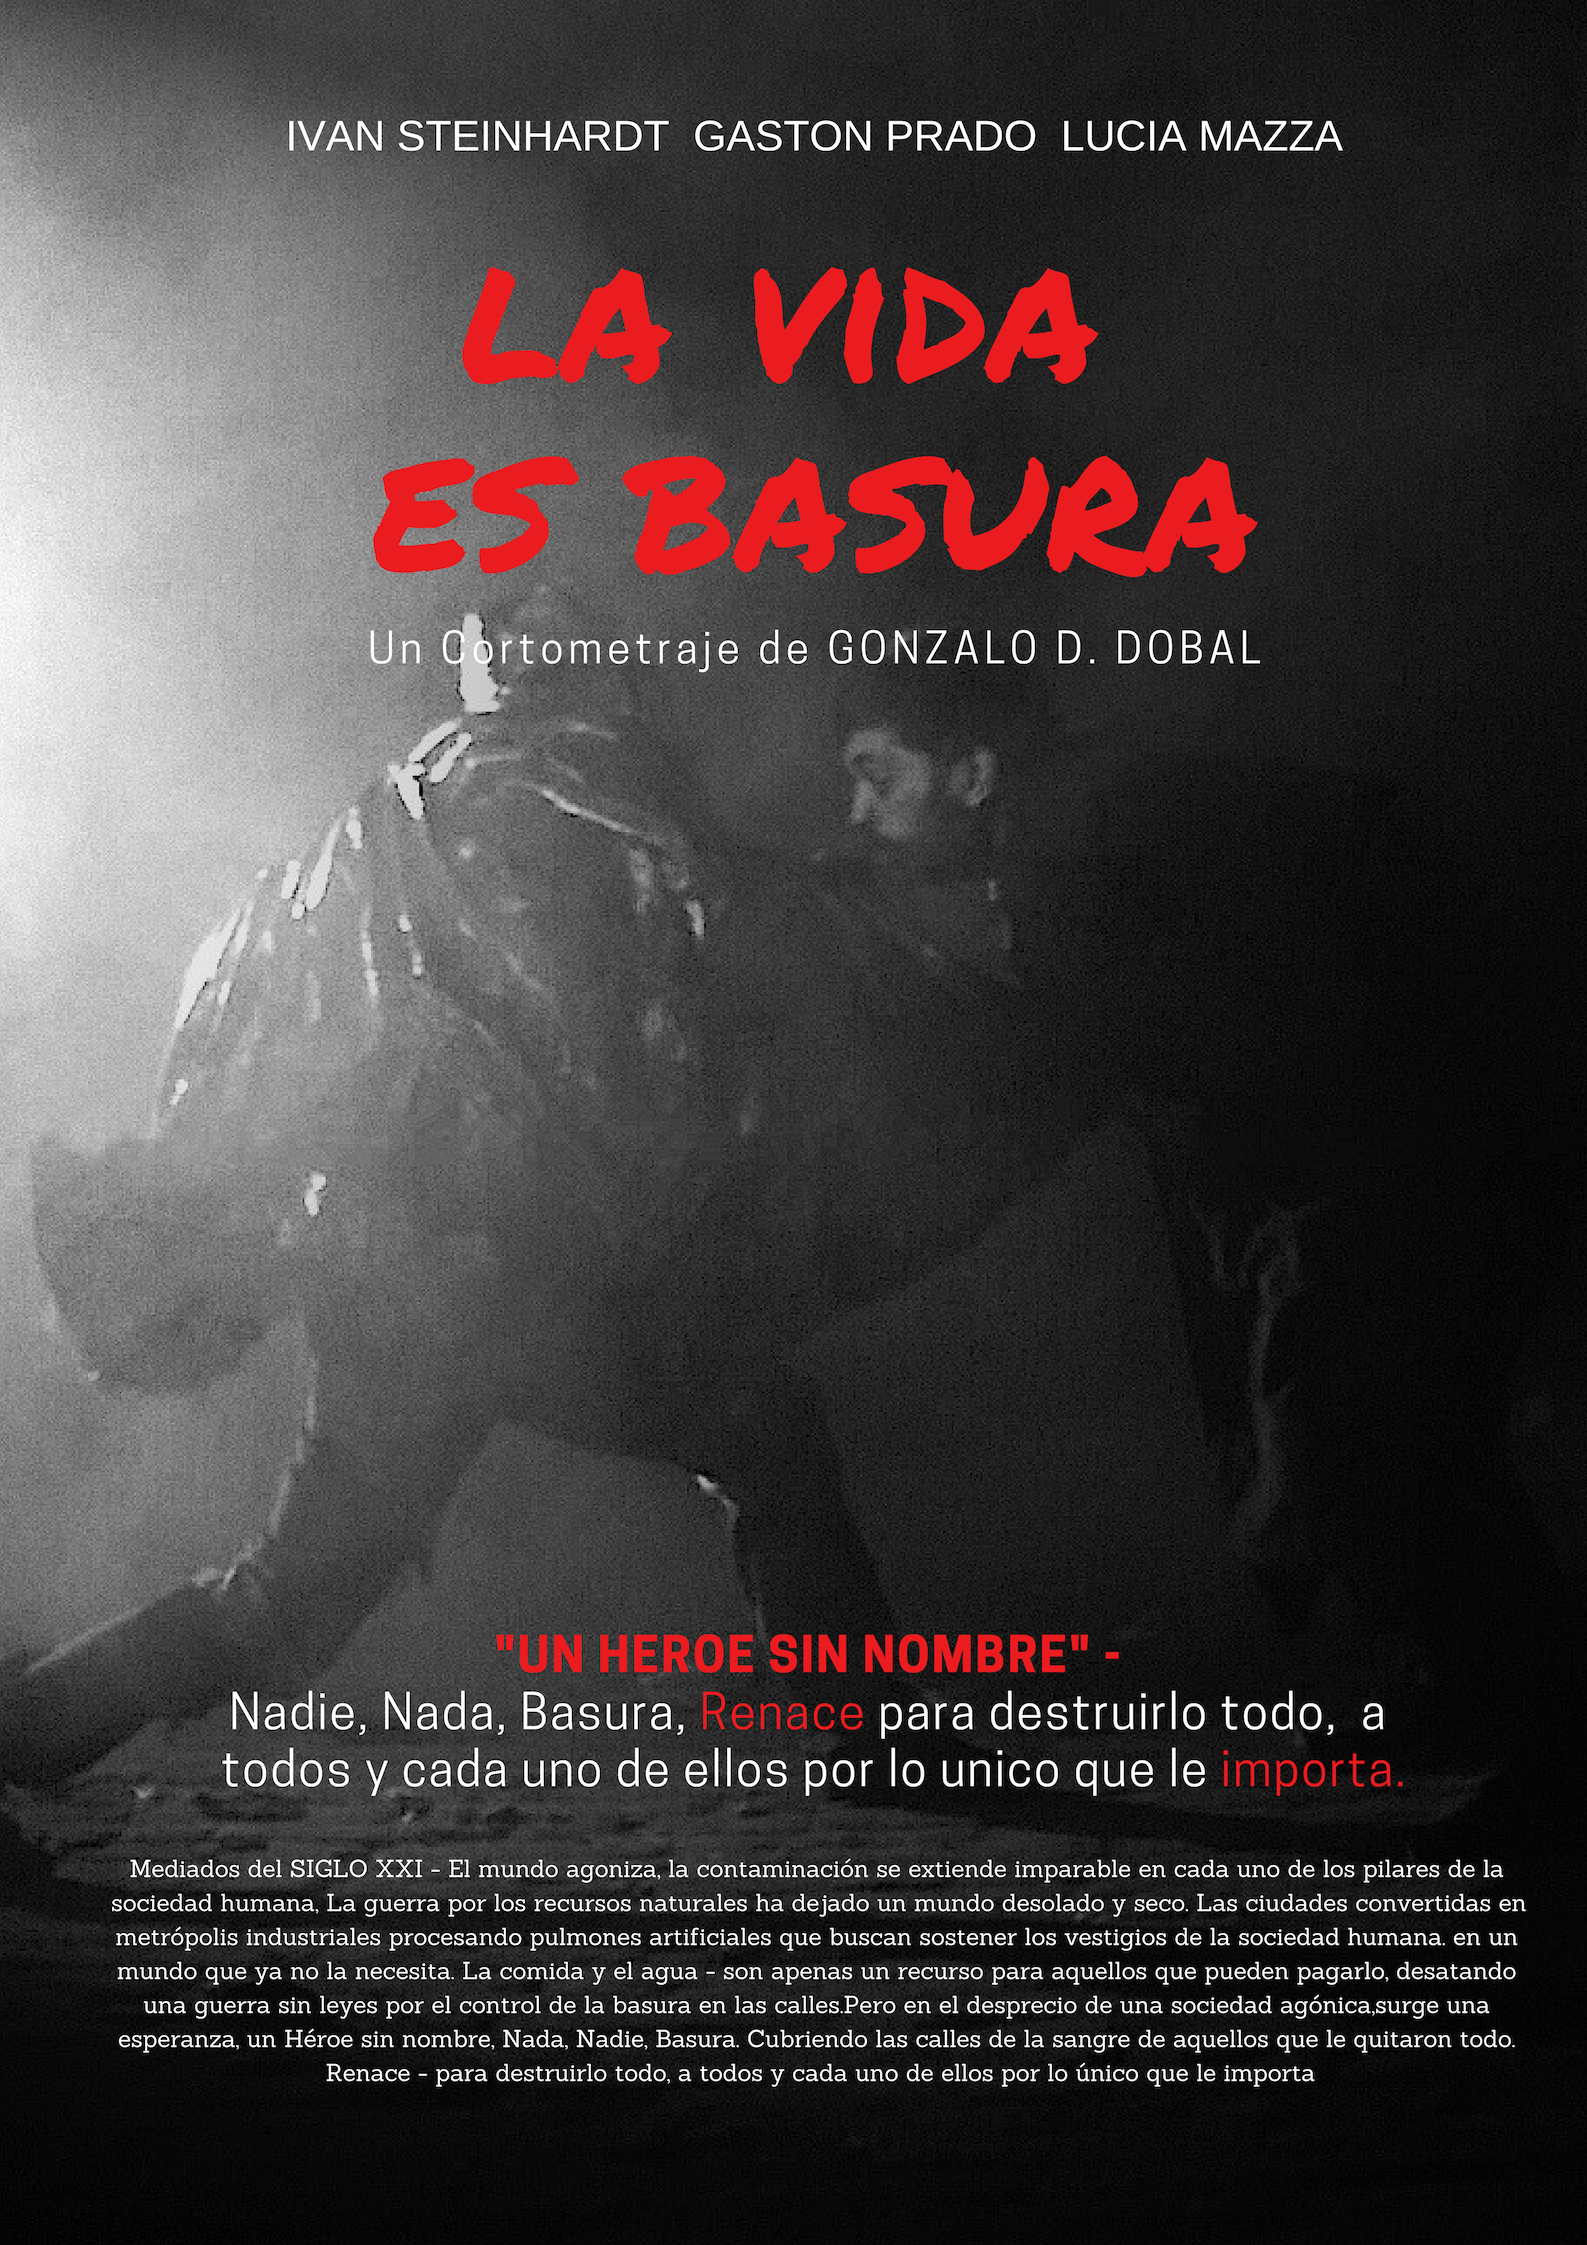 IVAN STEINHARDT  GASTON PRADO  LUCIA MAZZA
LA VIDA
ES BASURA
Un Cortometraje de GONZALO D. DOBAL
"UN HEROE SIN NOMBRE" -
Nadie, Nada, Basura, Renace para destruirlo todo,  a
todos y cada uno de ellos por lo unico que le importa.
Mediados del SIGLO XXI - El mundo agoniza, la contaminación se extiende imparable en cada uno de los pilares de la
sociedad humana, La guerra por los recursos naturales ha dejado un mundo desolado y seco. Las ciudades convertidas en
metrópolis industriales procesando pulmones artificiales que buscan sostener los vestigios de la sociedad humana. en un
mundo que ya no la necesita. La comida y el agua - son apenas un recurso para aquellos que pueden pagarlo, desatando
una guerra sin leyes por el control de la basura en las calles.Pero en el desprecio de una sociedad agónica,surge una
esperanza, un Héroe sin nombre, Nada, Nadie, Basura. Cubriendo las calles de la sangre de aquellos que le quitaron todo.
Renace - para destruirlo todo, a todos y cada uno de ellos por lo único que le importa